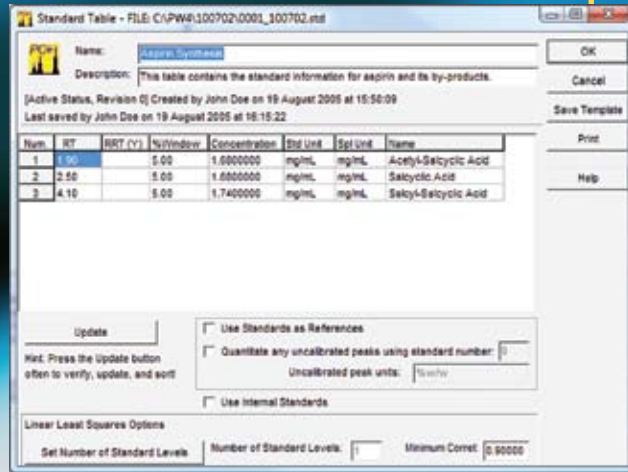 Standard Table - FILE: C:\PW4\100702\0001_100702.std
Name: Aspirin Synthesis
Description: This table contains the standard information for aspirin and its by-products.
[Active Status, Revision 0] Created by John Doe on 19 August 2005 at 15:50:09
Last saved by John Doe on 19 August 2005 at 16:15:22
OK
Cancel
Save Template
Print
Help
Num RT RRT (Y) %Window Concentration Std Unit Spl Unit Name
1 1.90 5.00 mg/mL mg/mL Acetyl-Salcyclic Acid
2 2.50 5.00 mg/mL mg/mL Salcyclic Acid
3 4.10 5.00 1.7400000 mg/mL mg/mL Salcyl-Salicyclic Acid
Update
Hint: Press the Update button
often to verify, update, and sort!
Use Standards as References
Quantitate any uncalibrated peaks using standard number: 0
Uncalibrated peak units: %w/w
Use Internal Standards
Linear Least Squares Options
Set Number of Standard Levels Number of Standard Levels: 1 Minimum Correl: 0.90000